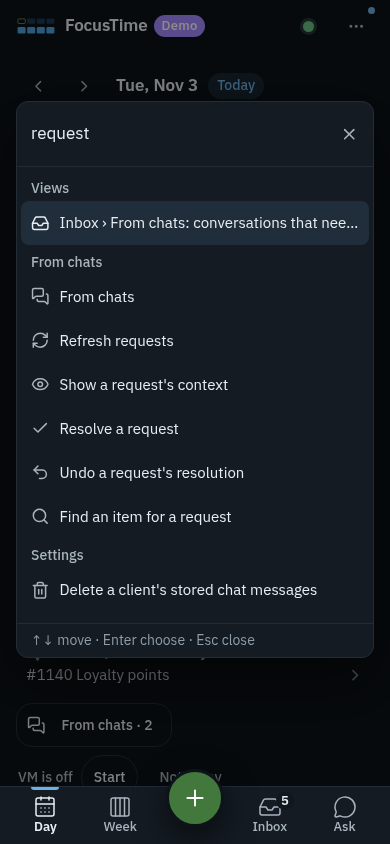 FocusTime Demo
Tue, Nov 3 Today
request
Views
Inbox › From chats: conversations that nee...
From chats
From chats
Refresh requests
Show a request's context
Resolve a request
Undo a request's resolution
Find an item for a request
Settings
Delete a client's stored chat messages
↑↓ move · Enter choose · Esc close
#1140 Loyalty points
From chats · 2
VM is off Start
5
Day Week Inbox Ask